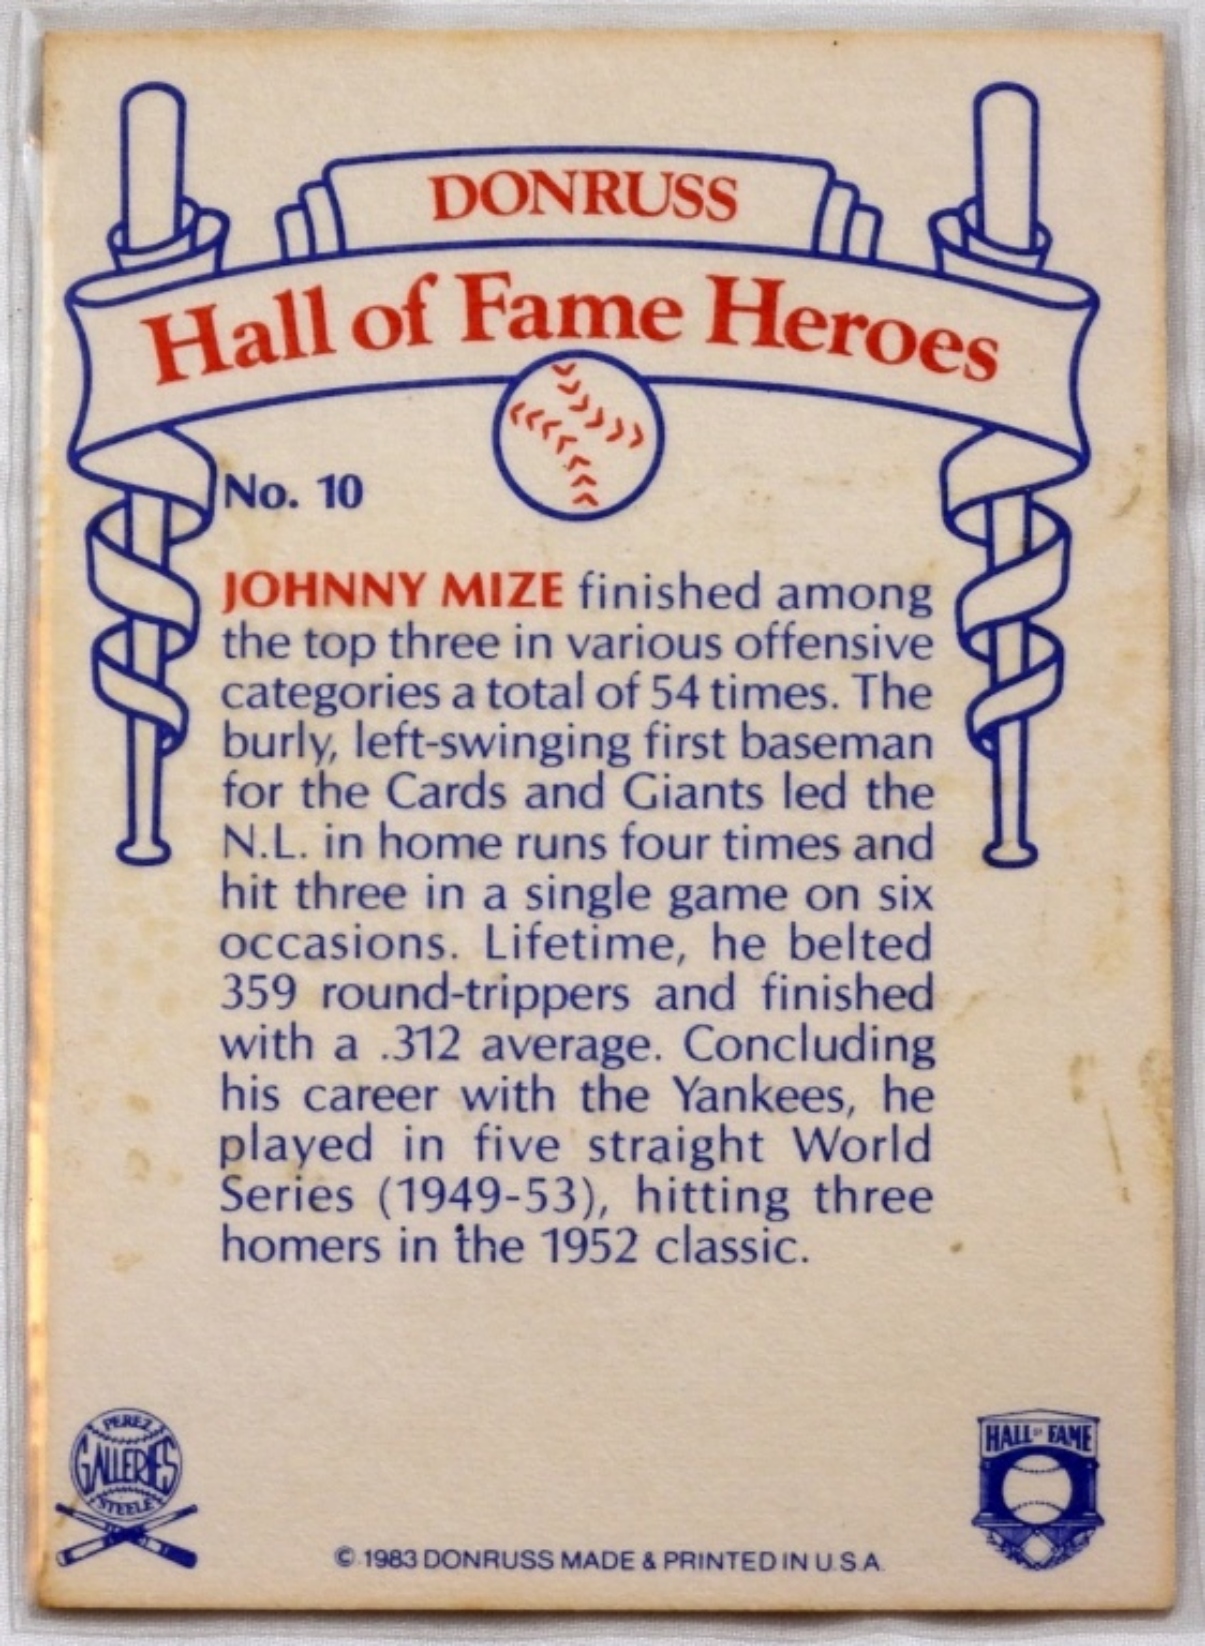 DONRUSS
Hall of Fame Heroes
No. 10
JOHNNY MIZE finished among
the top three in various offensive
categories a total of 54 times. The
burly, left-swinging first baseman
for the Cards and Giants led the
N.L. in home runs four times and
hit three in a single game on six
occasions. Lifetime, he belted
359 round-trippers and finished
with a .312 average. Concluding
his career with the Yankees, he
played in five straight World
Series (1949-53), hitting three
homers in the 1952 classic.
PEREZ
GALLERIES
STEELE
HALL OF FAME
© 1983 DONRUSS MADE & PRINTED IN U.S.A.